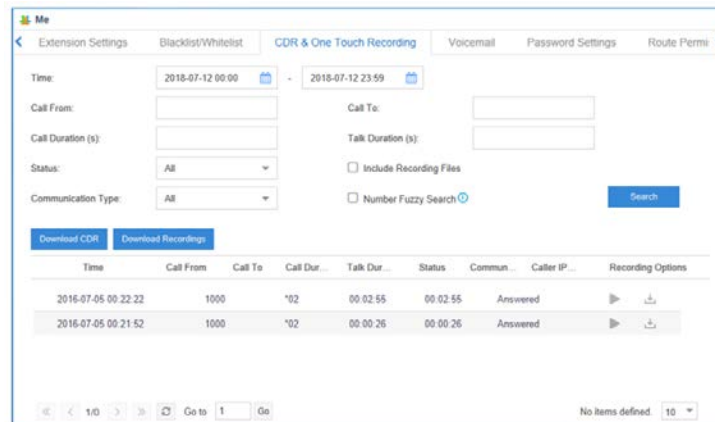 Me
Extension Settings Blacklist/Whitelist CDR & One Touch Recording Voicemail Password Settings Route Permi
Time: 2018-07-12 00:00 - 2018-07-12 23:59
Call From: Call To:
Call Duration (s): Talk Duration (s):
Status: All Include Recording Files
Communication Type: All Number Fuzzy Search Search
Download CDR Download Recordings
Time Call From Call To Call Dur... Talk Dur... Status Commun... Caller IP... Recording Options
2016-07-05 00:22:22 1000 *02 00:02:55 00:02:55 Answered
2016-07-05 00:21:52 1000 *02 00:00:26 00:00:26 Answered
1/0 Go to 1 Go No items defined. 10